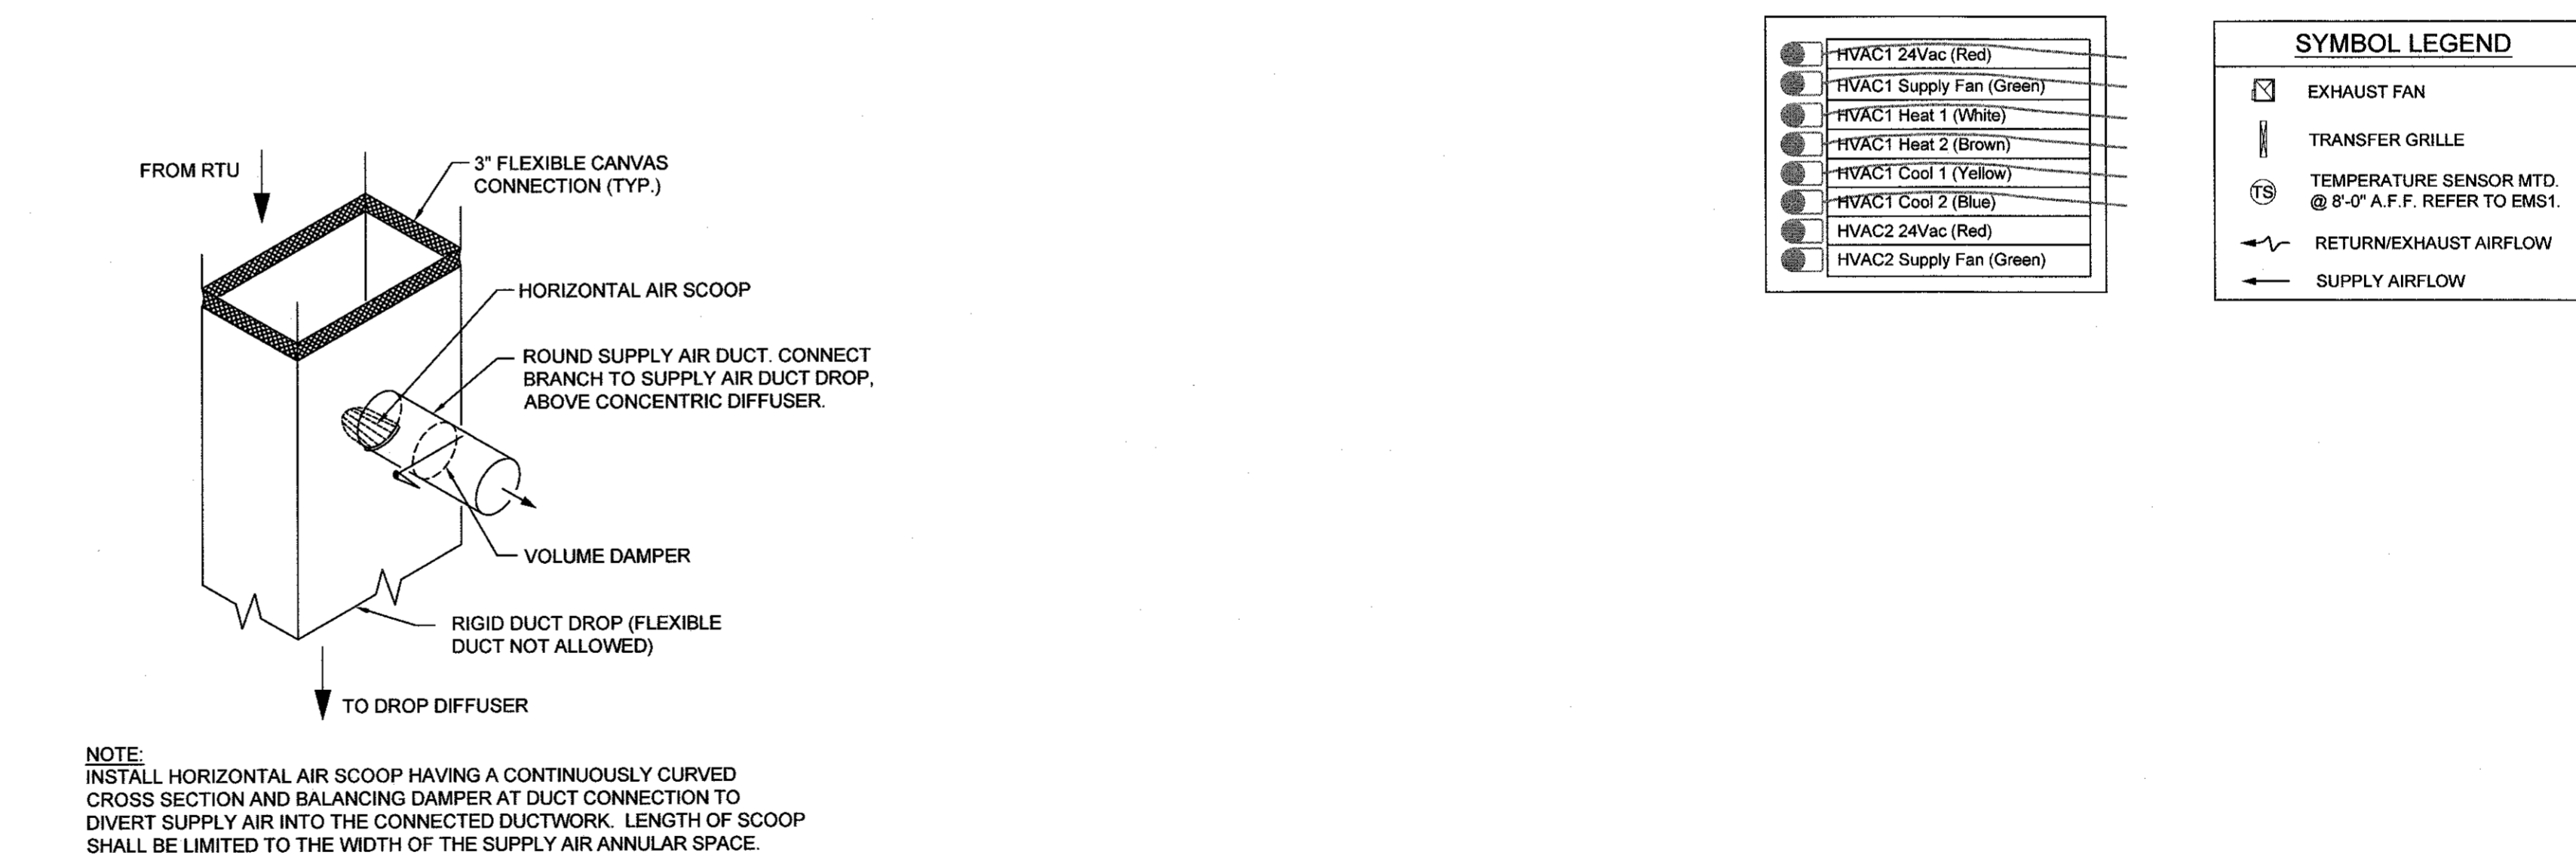 FROM RTU
3" FLEXIBLE CANVAS
CONNECTION (TYP.)
HORIZONTAL AIR SCOOP
ROUND SUPPLY AIR DUCT. CONNECT
BRANCH TO SUPPLY AIR DUCT DROP,
ABOVE CONCENTRIC DIFFUSER.
VOLUME DAMPER
RIGID DUCT DROP (FLEXIBLE
DUCT NOT ALLOWED)
TO DROP DIFFUSER
NOTE:
INSTALL HORIZONTAL AIR SCOOP HAVING A CONTINUOUSLY CURVED
CROSS SECTION AND BALANCING DAMPER AT DUCT CONNECTION TO
DIVERT SUPPLY AIR INTO THE CONNECTED DUCTWORK. LENGTH OF SCOOP
SHALL BE LIMITED TO THE WIDTH OF THE SUPPLY AIR ANNULAR SPACE.
HVAC1 24Vac (Red)
HVAC1 Supply Fan (Green)
HVAC1 Heat 1 (White)
HVAC1 Heat 2 (Brown)
HVAC1 Cool 1 (Yellow)
HVAC1 Cool 2 (Blue)
HVAC2 24Vac (Red)
HVAC2 Supply Fan (Green)
SYMBOL LEGEND
EXHAUST FAN
TRANSFER GRILLE
TS TEMPERATURE SENSOR MTD.
@ 8'-0" A.F.F. REFER TO EMS1.
RETURN/EXHAUST AIRFLOW
SUPPLY AIRFLOW